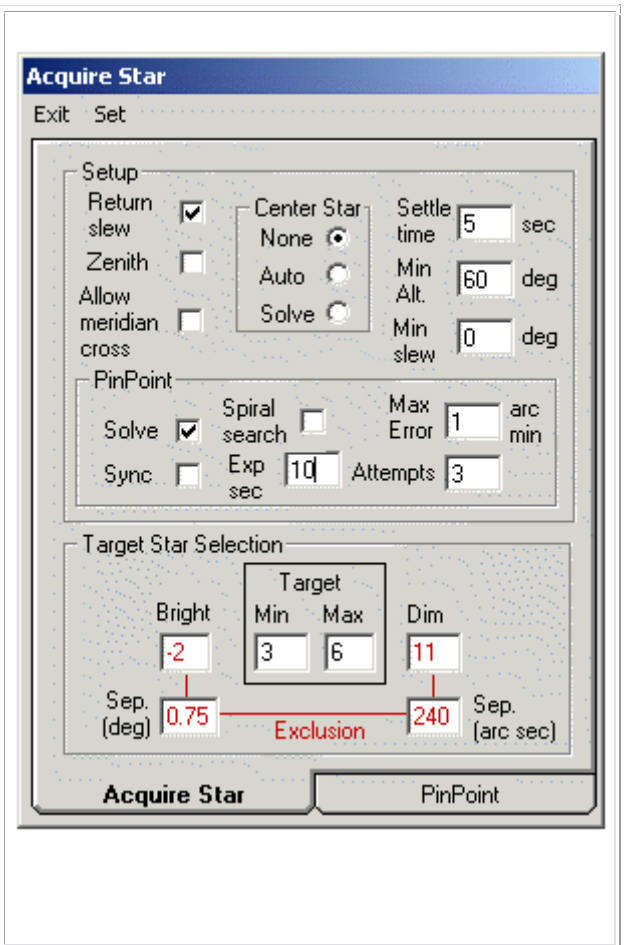 Acquire Star
Exit Set
Setup
Return
slew
Zenith
Allow
meridian
cross
Center Star
None
Auto
Solve
Settle
time 5 sec
Min
Alt. 60 deg
Min
slew 0 deg
PinPoint
Solve
Sync
Spiral
search
Exp
sec 10
Max
Error 1 arc
min
Attempts 3
Target Star Selection
Target
Bright Min Max Dim
-2 3 6 11
Sep.
(deg) 0.75 Exclusion 240 Sep.
(arc sec)
Acquire Star PinPoint